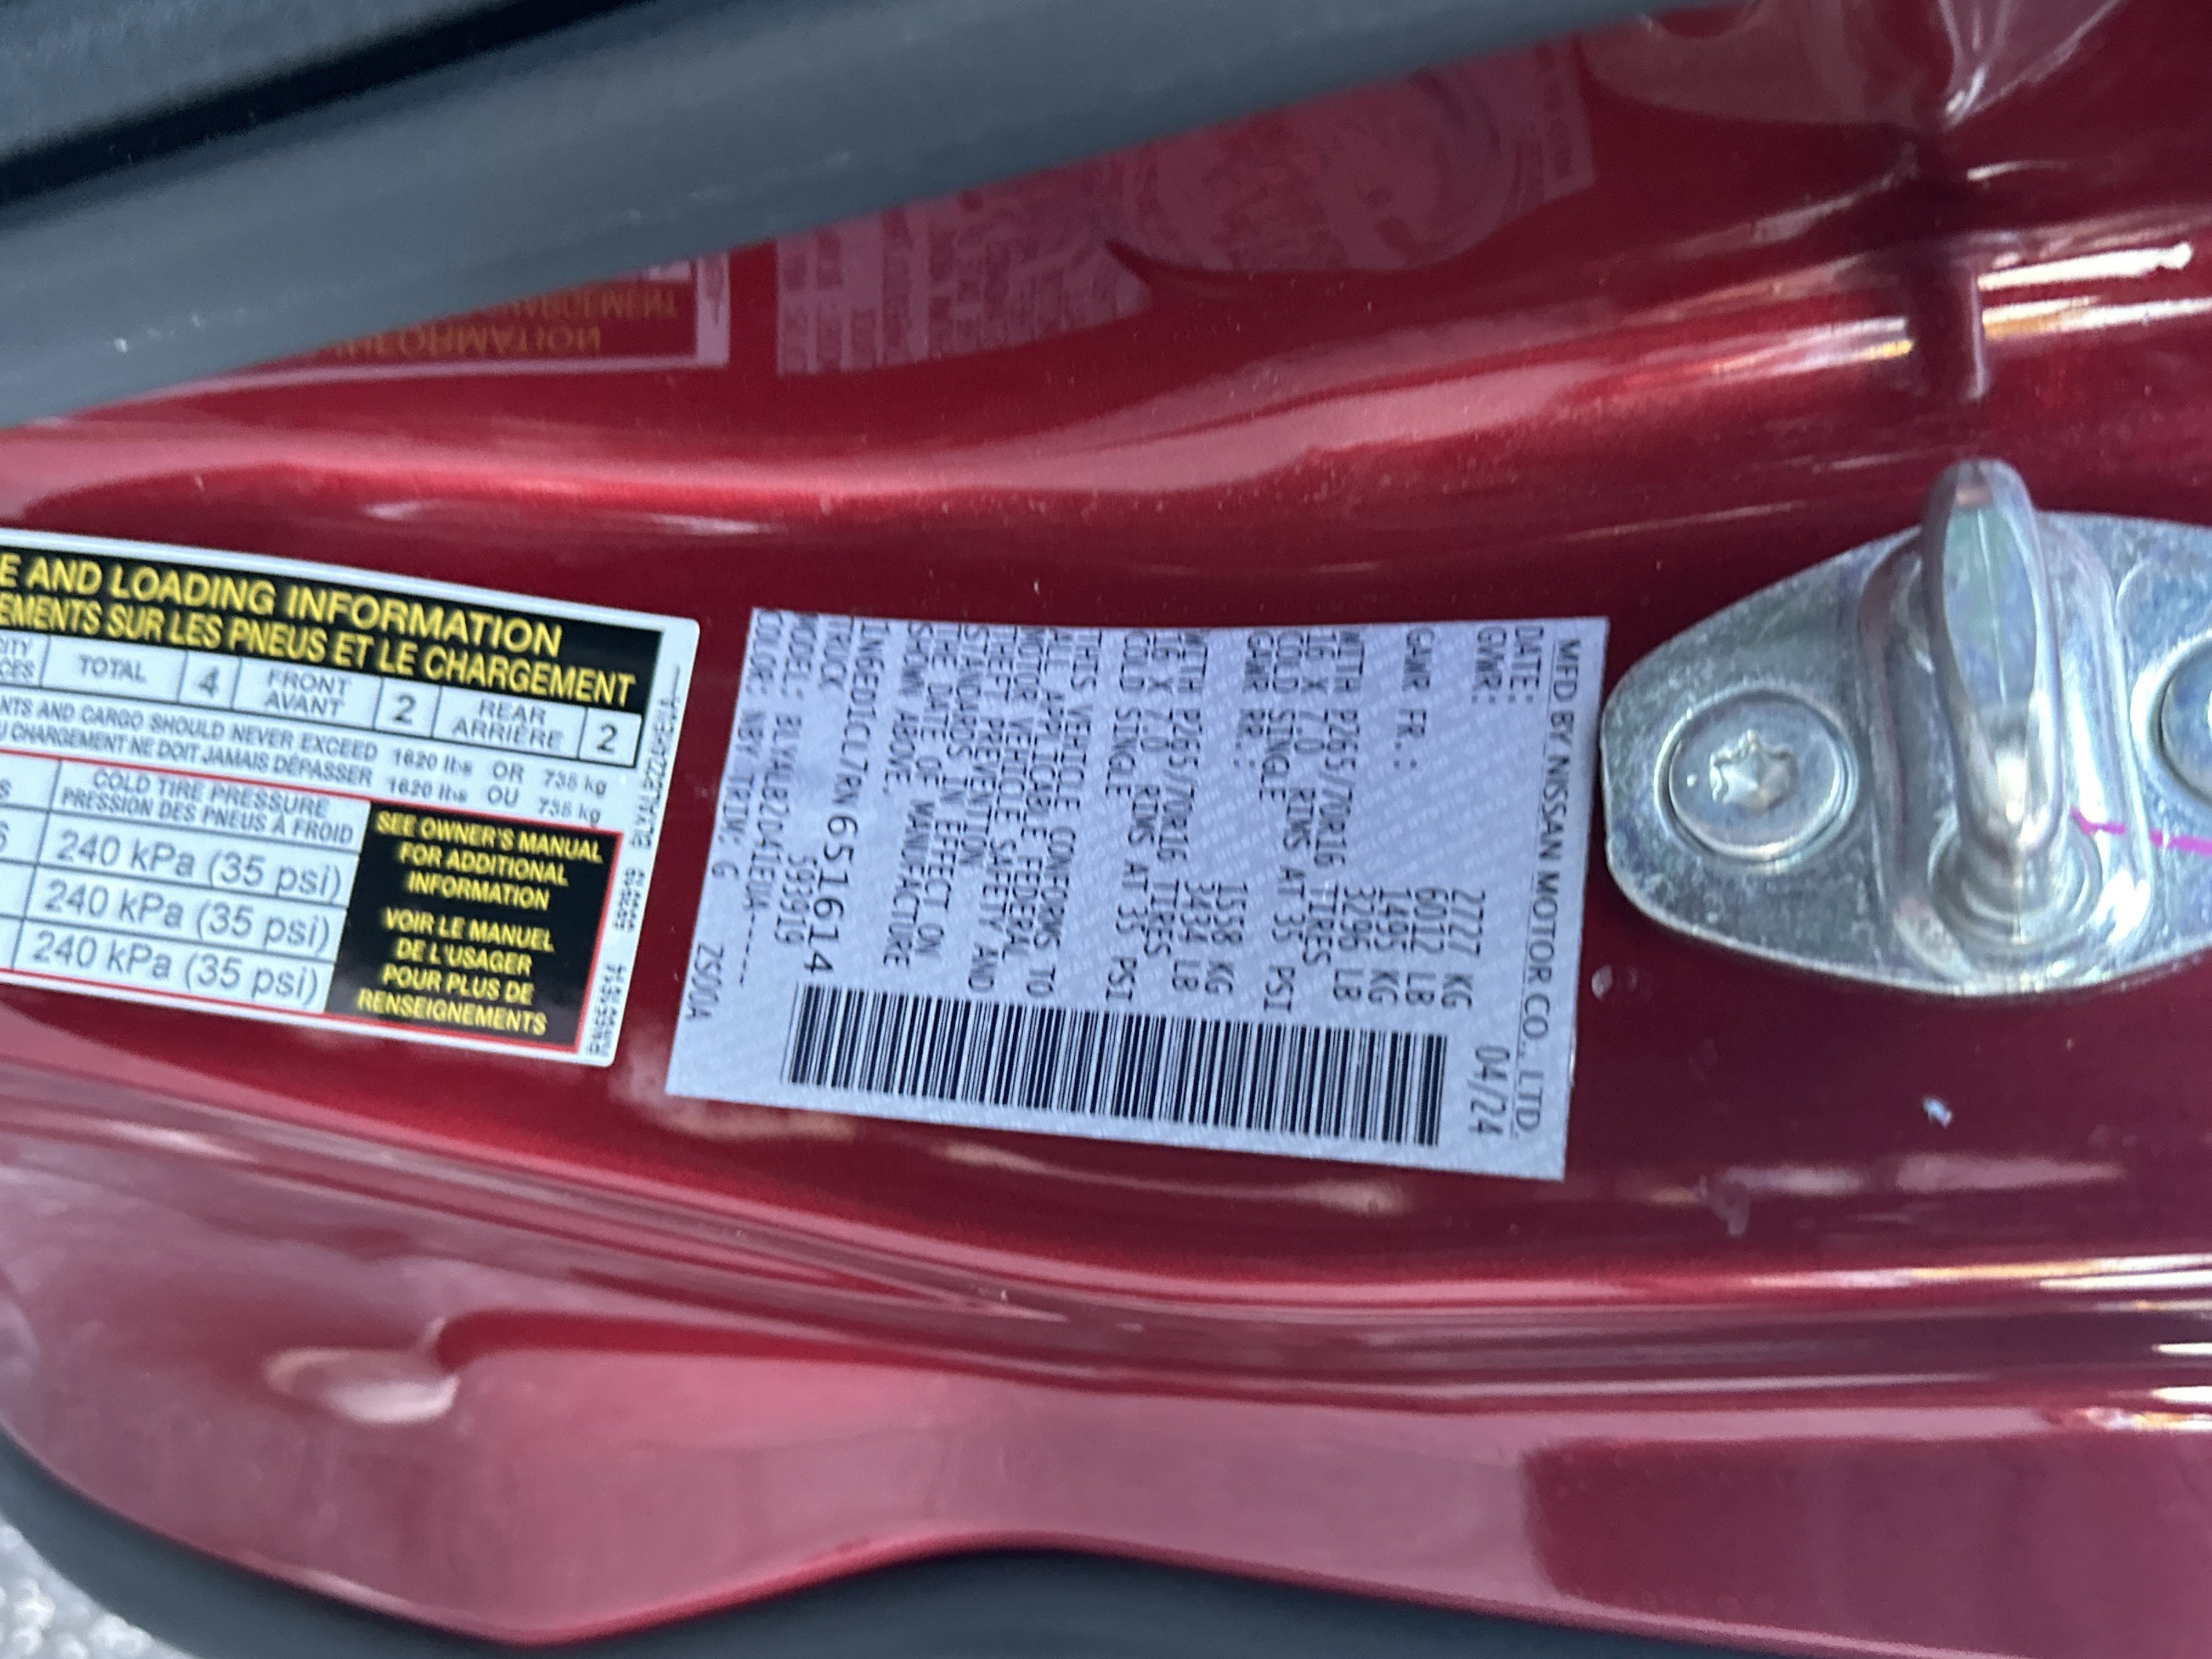 E AND LOADING INFORMATION
EMENTS SUR LES PNEUS ET LE CHARGEMENT
CITY TOTAL 4 FRONT AVANT 2 REAR ARRIÈRE 2
CES
NTS AND CARGO SHOULD NEVER EXCEED 1620 lbs OR 735 kg
U CHARGEMENT NE DOIT JAMAIS DÉPASSER 1620 lbs OU 735 kg
COLD TIRE PRESSURE
PRESSION DES PNEUS À FROID
240 kPa (35 psi)
240 kPa (35 psi)
240 kPa (35 psi)
SEE OWNER'S MANUAL
FOR ADDITIONAL
INFORMATION
VOIR LE MANUEL
DE L'USAGER
POUR PLUS DE
RENSEIGNEMENTS
MFD BY NISSAN MOTOR CO., LTD.
DATE: 04/24
GVWR: 2727 KG
6012 LB
GAWR FR.: 1495 KG
3296 LB
WITH P265/70R16 TIRES
16 X 7.0 RIMS AT 35 PSI
COLD SINGLE
GAWR RR.: 1558 KG
3434 LB
WITH P265/70R16 TIRES
16 X 7.0 RIMS AT 35 PSI
COLD SINGLE
THIS VEHICLE CONFORMS TO
ALL APPLICABLE FEDERAL
MOTOR VEHICLE SAFETY AND
THEFT PREVENTION
STANDARDS IN EFFECT ON
THE DATE OF MANUFACTURE
SHOWN ABOVE.
1N6ED1CL7RN651614
TRUCK 593919
MODEL: BLYALBZD41EUA------
COLOR: NBY TRIM: G ZS00A